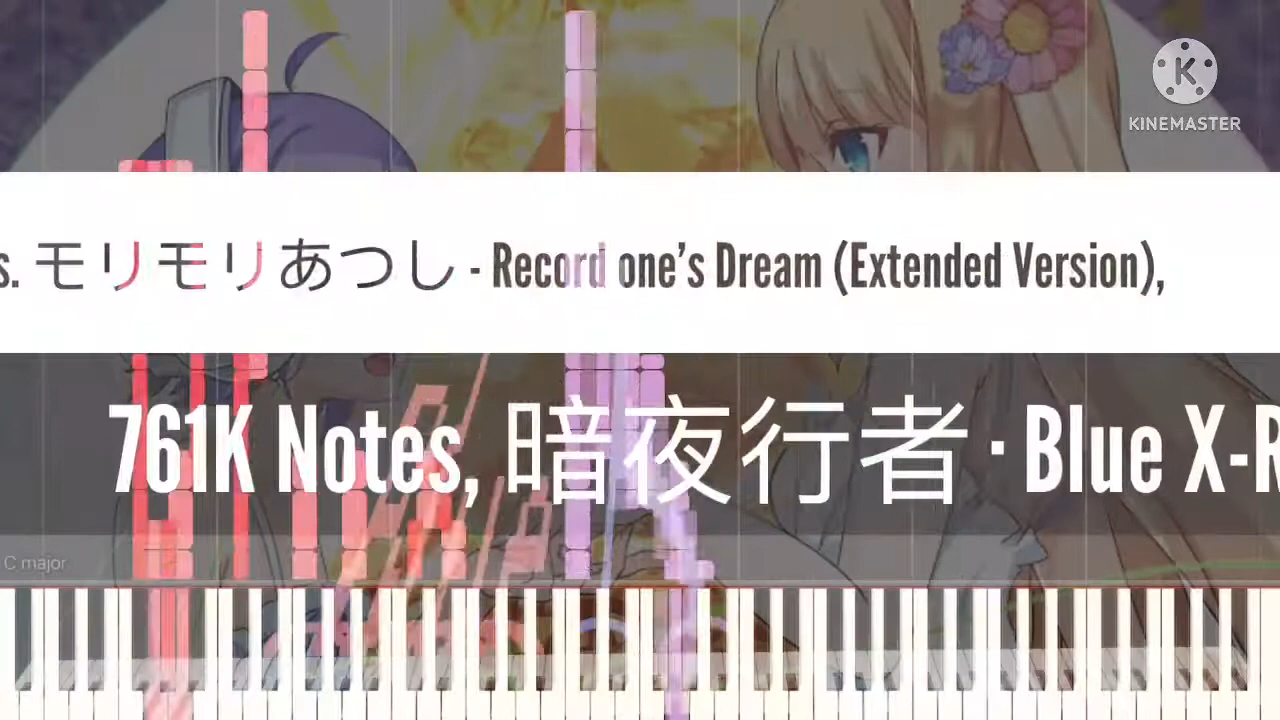 KINEMASTER
s. モリモリあつし - Record one's Dream (Extended Version),
761K Notes, 暗夜行者 · Blue X-R
C major